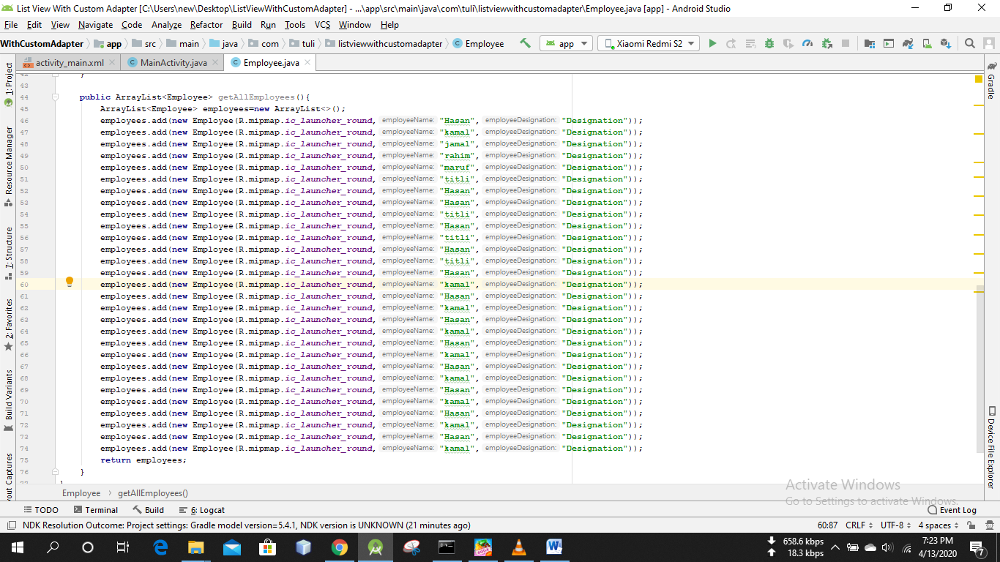 List View With Custom Adapter [C:\Users\new\Desktop\ListViewWithCustomAdapter] - ...\app\src\main\java\com\tuli\listviewwithcustomadapter\Employee.java [app] - Android Studio
File Edit View Navigate Code Analyze Refactor Build Run Tools VCS Window Help
WithCustomAdapter app src main java com tuli listviewwithcustomadapter Employee app Xiaomi Redmi S2
activity_main.xml MainActivity.java Employee.java
1: Project
Resource Manager
7: Structure
2: Favorites
Build Variants
out Captures
42 }
43
44 public ArrayList<Employee> getAllEmployees(){
45 ArrayList<Employee> employees=new ArrayList<>();
46 employees.add(new Employee(R.mipmap.ic_launcher_round, employeeName: "Hasan", employeeDesignation: "Designation"));
47 employees.add(new Employee(R.mipmap.ic_launcher_round, employeeName: "kamal", employeeDesignation: "Designation"));
48 employees.add(new Employee(R.mipmap.ic_launcher_round, employeeName: "jamal", employeeDesignation: "Designation"));
49 employees.add(new Employee(R.mipmap.ic_launcher_round, employeeName: "rahim", employeeDesignation: "Designation"));
50 employees.add(new Employee(R.mipmap.ic_launcher_round, employeeName: "maruf", employeeDesignation: "Designation"));
51 employees.add(new Employee(R.mipmap.ic_launcher_round, employeeName: "titli", employeeDesignation: "Designation"));
52 employees.add(new Employee(R.mipmap.ic_launcher_round, employeeName: "Hasan", employeeDesignation: "Designation"));
53 employees.add(new Employee(R.mipmap.ic_launcher_round, employeeName: "Hasan", employeeDesignation: "Designation"));
54 employees.add(new Employee(R.mipmap.ic_launcher_round, employeeName: "titli", employeeDesignation: "Designation"));
55 employees.add(new Employee(R.mipmap.ic_launcher_round, employeeName: "Hasan", employeeDesignation: "Designation"));
56 employees.add(new Employee(R.mipmap.ic_launcher_round, employeeName: "titli", employeeDesignation: "Designation"));
57 employees.add(new Employee(R.mipmap.ic_launcher_round, employeeName: "Hasan", employeeDesignation: "Designation"));
58 employees.add(new Employee(R.mipmap.ic_launcher_round, employeeName: "titli", employeeDesignation: "Designation"));
59 employees.add(new Employee(R.mipmap.ic_launcher_round, employeeName: "Hasan", employeeDesignation: "Designation"));
60 employees.add(new Employee(R.mipmap.ic_launcher_round, employeeName: "kamal", employeeDesignation: "Designation"));
61 employees.add(new Employee(R.mipmap.ic_launcher_round, employeeName: "Hasan", employeeDesignation: "Designation"));
62 employees.add(new Employee(R.mipmap.ic_launcher_round, employeeName: "kamal", employeeDesignation: "Designation"));
63 employees.add(new Employee(R.mipmap.ic_launcher_round, employeeName: "Hasan", employeeDesignation: "Designation"));
64 employees.add(new Employee(R.mipmap.ic_launcher_round, employeeName: "kamal", employeeDesignation: "Designation"));
65 employees.add(new Employee(R.mipmap.ic_launcher_round, employeeName: "Hasan", employeeDesignation: "Designation"));
66 employees.add(new Employee(R.mipmap.ic_launcher_round, employeeName: "kamal", employeeDesignation: "Designation"));
67 employees.add(new Employee(R.mipmap.ic_launcher_round, employeeName: "Hasan", employeeDesignation: "Designation"));
68 employees.add(new Employee(R.mipmap.ic_launcher_round, employeeName: "kamal", employeeDesignation: "Designation"));
69 employees.add(new Employee(R.mipmap.ic_launcher_round, employeeName: "Hasan", employeeDesignation: "Designation"));
70 employees.add(new Employee(R.mipmap.ic_launcher_round, employeeName: "kamal", employeeDesignation: "Designation"));
71 employees.add(new Employee(R.mipmap.ic_launcher_round, employeeName: "Hasan", employeeDesignation: "Designation"));
72 employees.add(new Employee(R.mipmap.ic_launcher_round, employeeName: "kamal", employeeDesignation: "Designation"));
73 employees.add(new Employee(R.mipmap.ic_launcher_round, employeeName: "Hasan", employeeDesignation: "Designation"));
74 employees.add(new Employee(R.mipmap.ic_launcher_round, employeeName: "kamal", employeeDesignation: "Designation"));
75 return employees;
76 }
77 }
Gradle
Device File Explorer
Activate Windows
Go to Settings to activate Windows.
Employee getAllEmployees()
TODO Terminal Build 6: Logcat Event Log
NDK Resolution Outcome: Project settings: Gradle model version=5.4.1, NDK version is UNKNOWN (21 minutes ago) 60:87 CRLF UTF-8 4 spaces
658.6 kbps
18.3 kbps
7:23 PM
4/13/2020
7